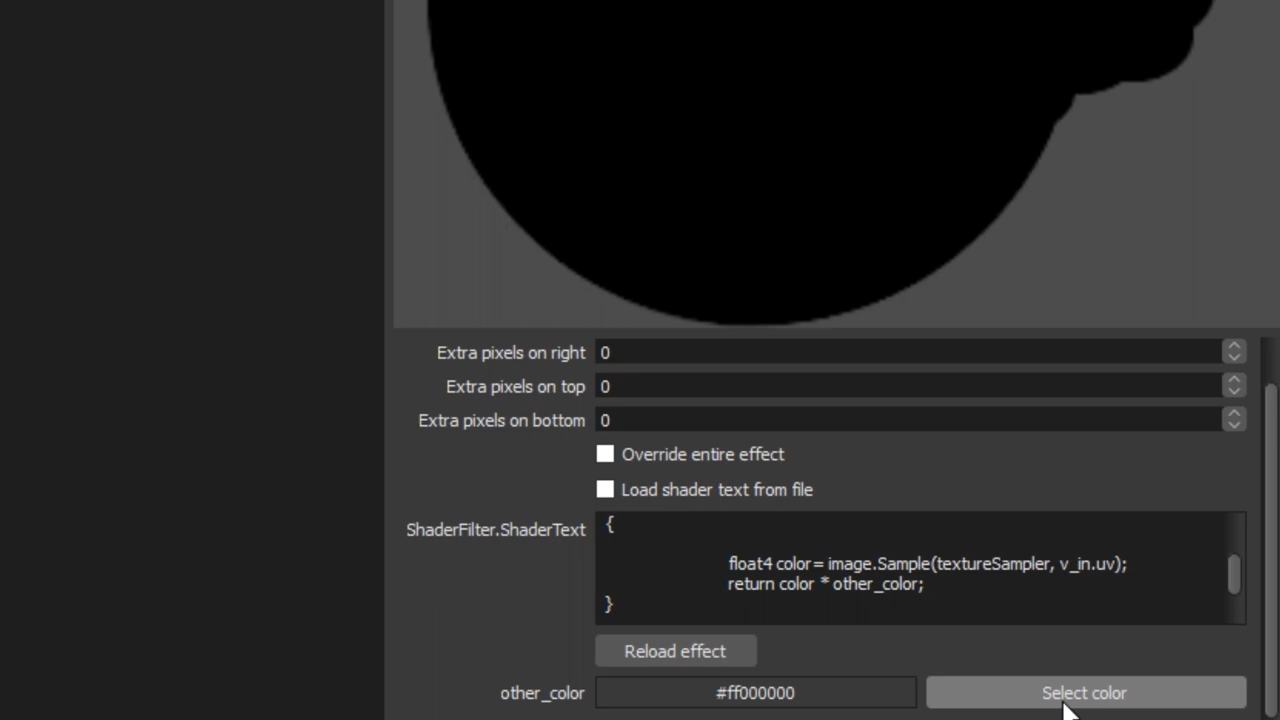 Extra pixels on right 0
Extra pixels on top 0
Extra pixels on bottom 0
Override entire effect
Load shader text from file
ShaderFilter.ShaderText
{
float4 color= image.Sample(textureSampler, v_in.uv);
return color * other_color;
}
Reload effect
other_color #ff000000 Select color